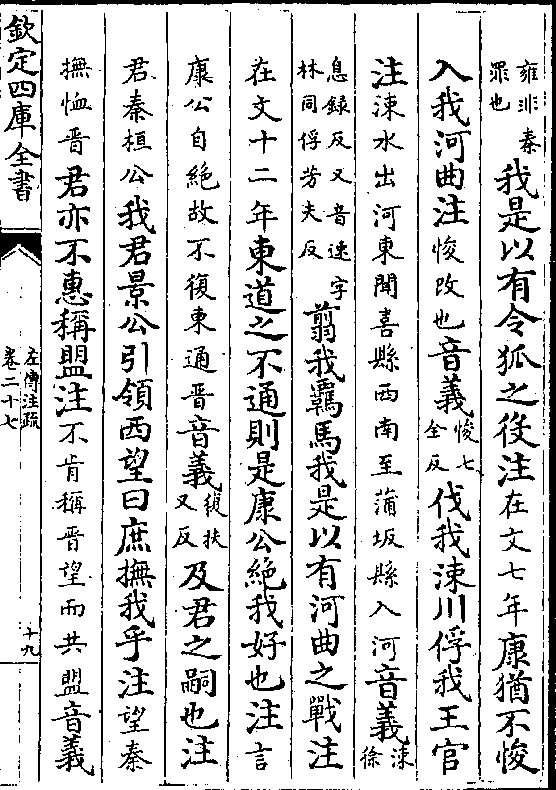 雍非秦
罪也
我是以有令狐之役注在文七年康猶不悛
入我河曲注悛改也音義悛七
全反
伐我涑川俘我王官
注涑水出河東聞喜縣西南至蒲坂縣入河音義涑
徐
息録反又音速字
林同俘芳夫反
翦我羈馬我是以有河曲之戰注
在文十二年東道之不通則是康公絶我好也注言
康公自絶故不復東通晋音義復扶
又反
及君之嗣也注
君秦桓公我君景公引領西望曰庶撫我乎注望秦
撫恤晋君亦不惠稱盟注不肯稱晋望而共盟音義
欽定四庫全書
左傳注疏
卷二十七
十九